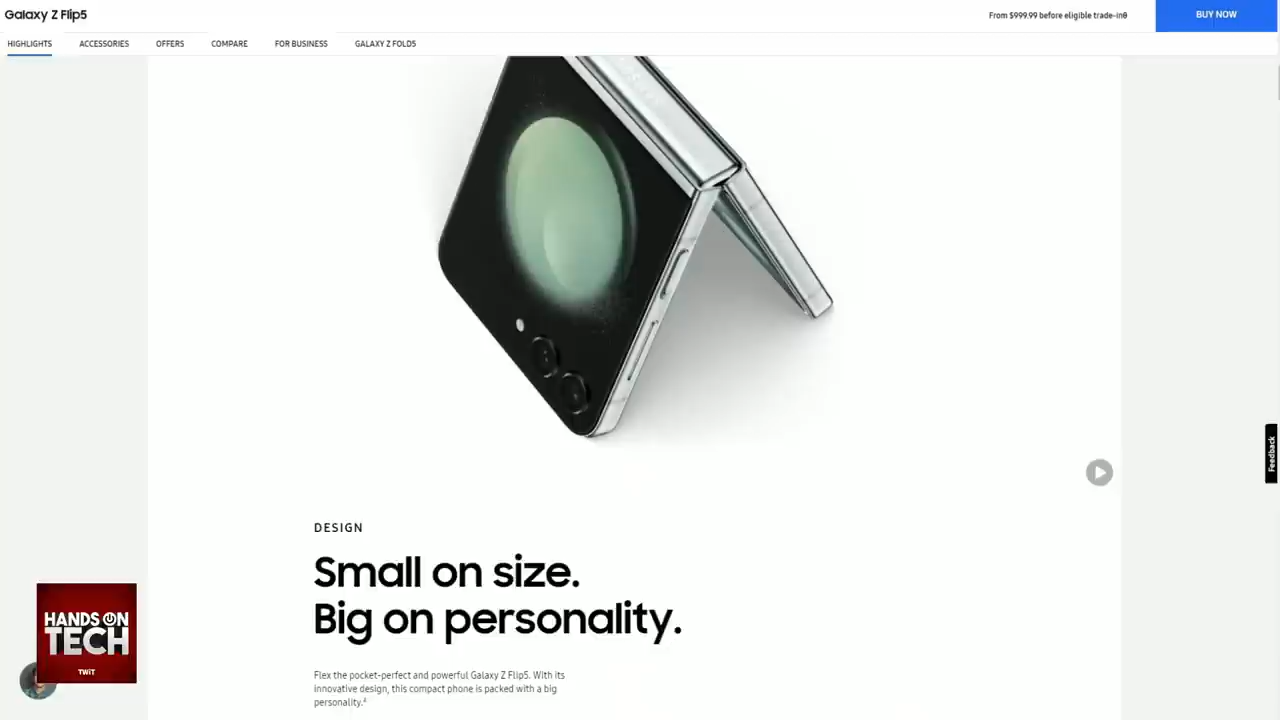 Galaxy Z Flip5
From $999.99 before eligible trade-inθ
BUY NOW
HIGHLIGHTS
ACCESSORIES
OFFERS
COMPARE
FOR BUSINESS
GALAXY Z FOLD5
Feedback
DESIGN
Small on size.
Big on personality.
HANDS ON
TECH
TWiT
Flex the pocket-perfect and powerful Galaxy Z Flip5. With its
innovative design, this compact phone is packed with a big
personality.